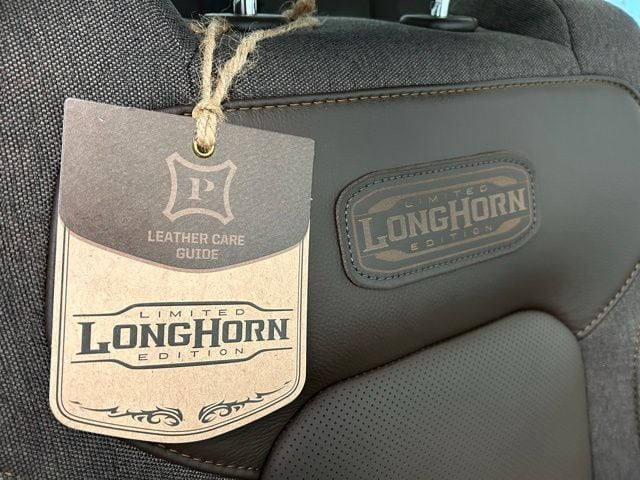 P
LEATHER CARE
GUIDE
LIMITED
LONGHORN
EDITION
LIMITED
LONGHORN
EDITION